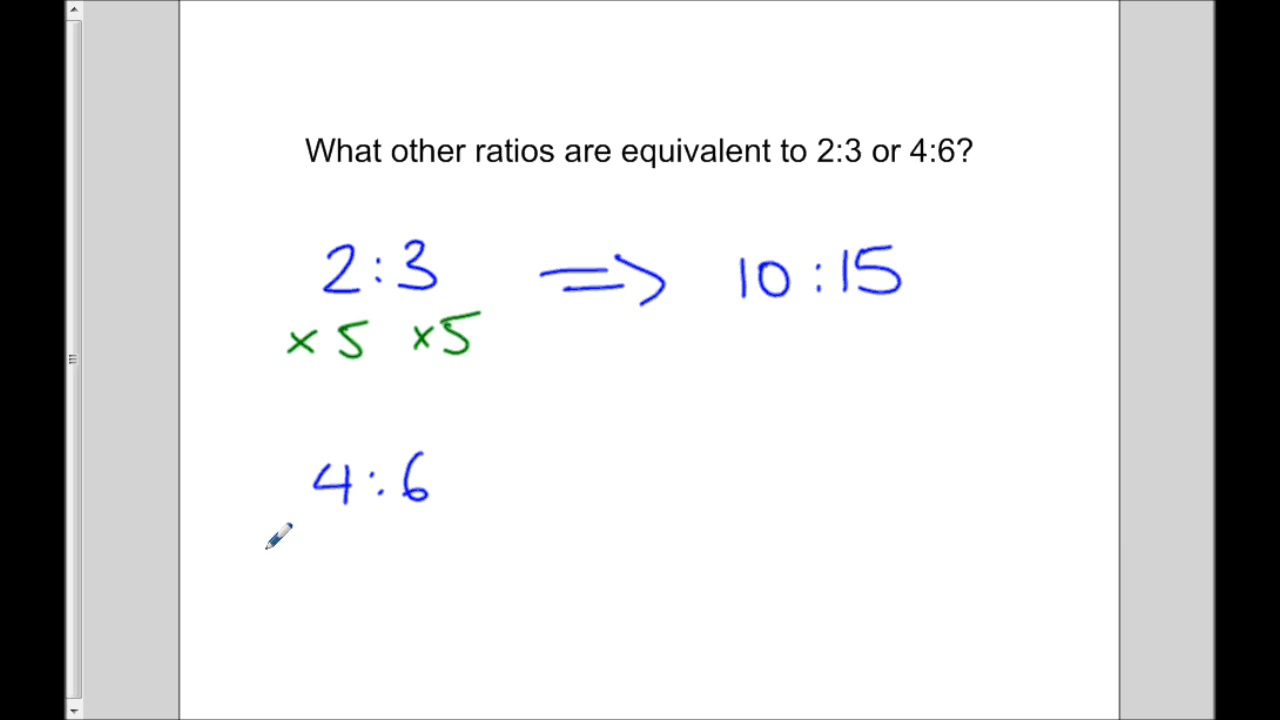 What other ratios are equivalent to 2:3 or 4:6?
2:3 => 10:15
×5 ×5
4:6